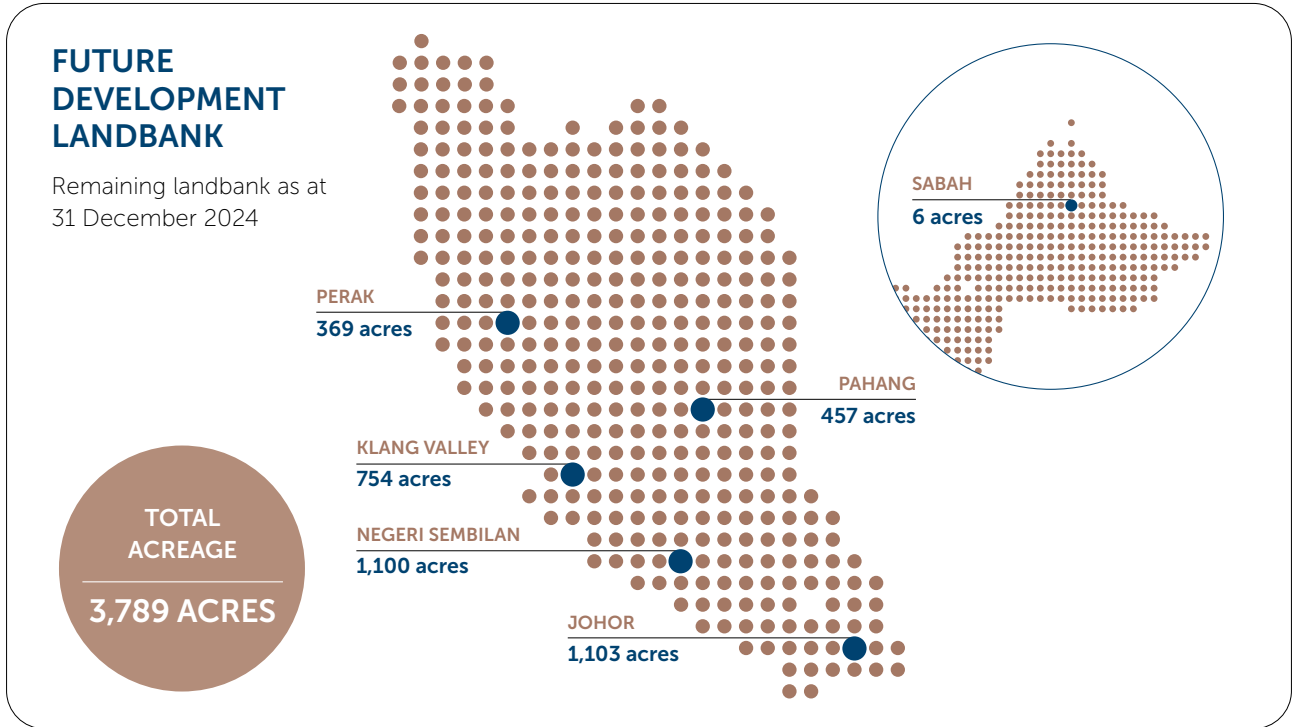 FUTURE
DEVELOPMENT
LANDBANK
Remaining landbank as at
31 December 2024
SABAH
6 acres
PERAK
369 acres
PAHANG
457 acres
KLANG VALLEY
754 acres
NEGERI SEMBILAN
1,100 acres
JOHOR
1,103 acres
TOTAL
ACREAGE
3,789 ACRES